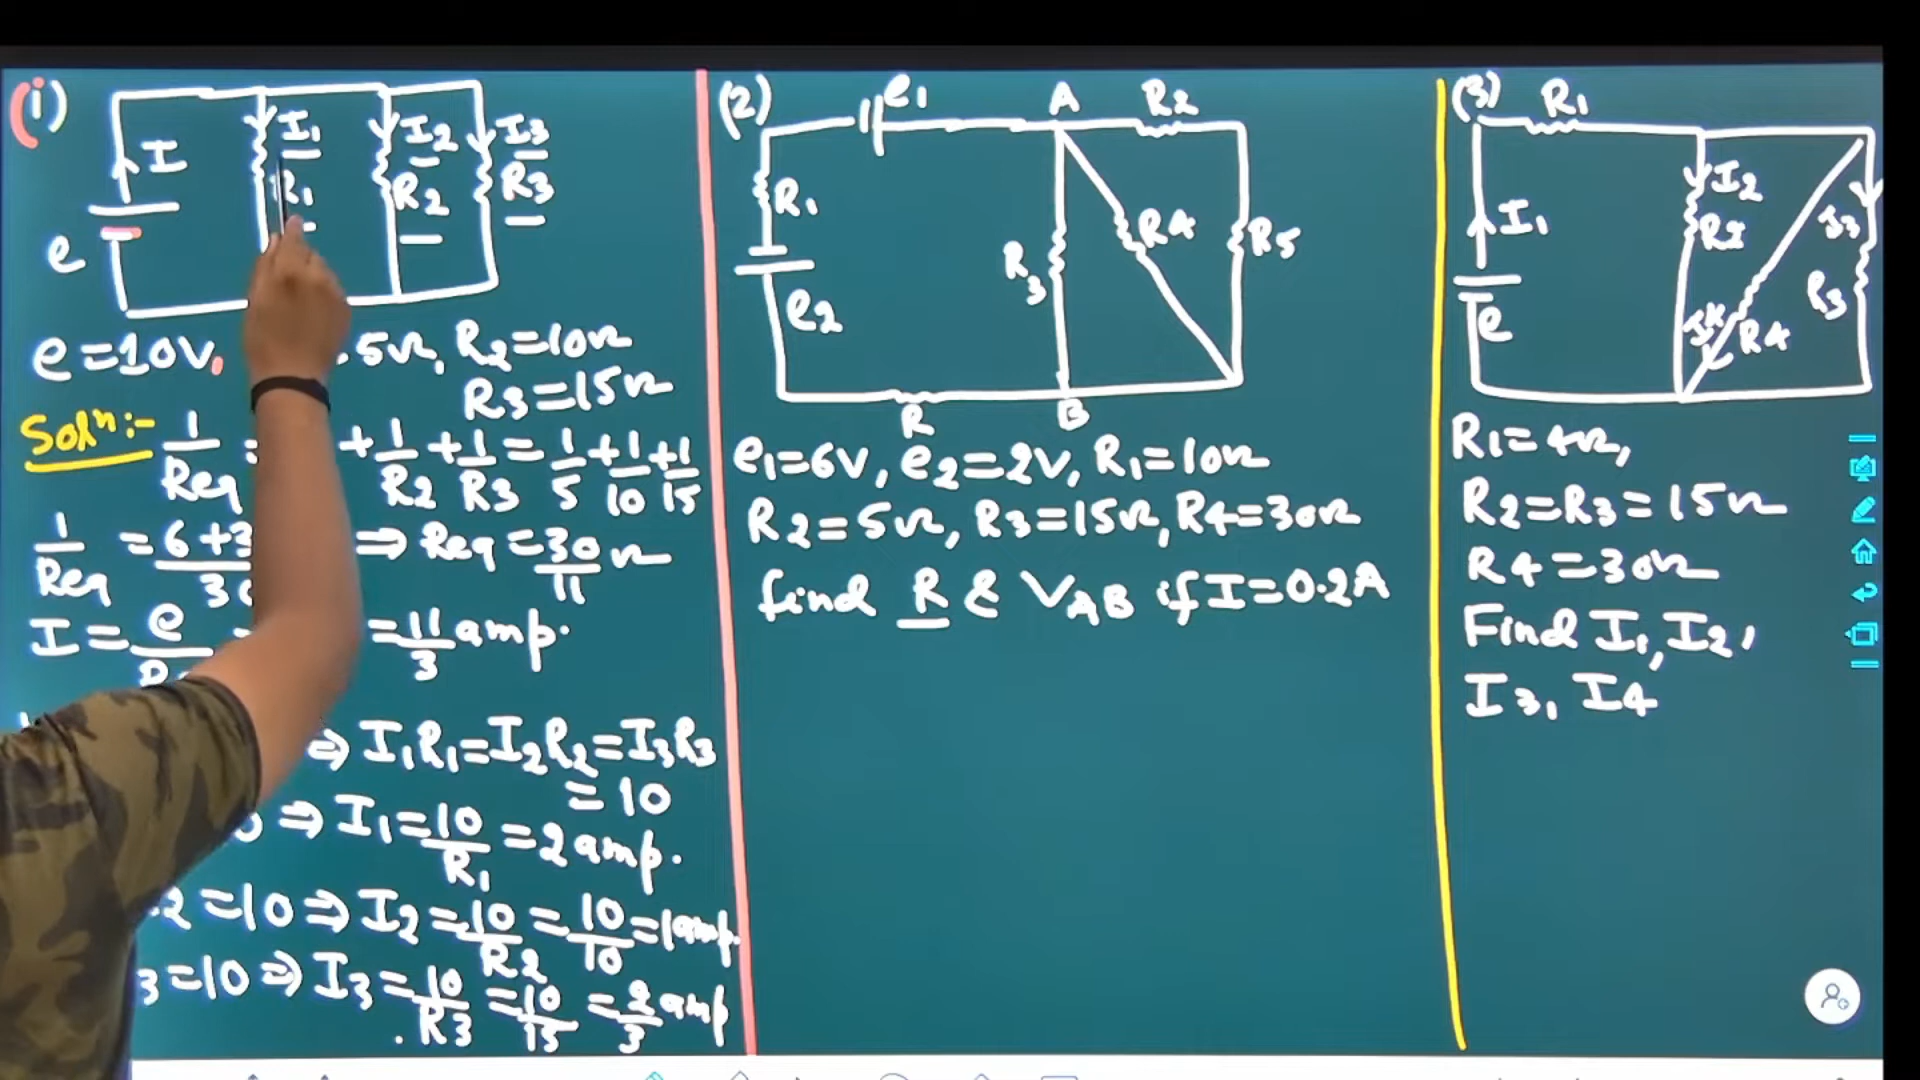 (i)
I
I1
R1
I2
R2
I3
R3
e
e=10V, .5Ω, R2=10Ω
R3=15Ω
Solⁿ:-
1/Req = +1/R2+1/R3=1/5+1/10+1/15
1/Req =6+3 ⇒ Req =30/11 Ω
I=e = 11/3 amp.
⇒ I1R1=I2R2=I3R3
=10
⇒ I1=10/R1=2 amp.
2=10⇒ I2=10/R2=10/10=1amp.
3=10⇒ I3=10/R3=10/15=2/3 amp
(2)
e1
A
R2
R1
R3
R4
R5
e2
R
B
e1=6V, e2=2V, R1=10Ω
R2=5Ω, R3=15Ω, R4=30Ω
find R & VAB if I=0.2A
(3)
R1
I1
I2
R2
I3
R3
I4
R4
e
R1=4Ω,
R2=R3=15Ω
R4=30Ω
Find I1, I2,
I3, I4